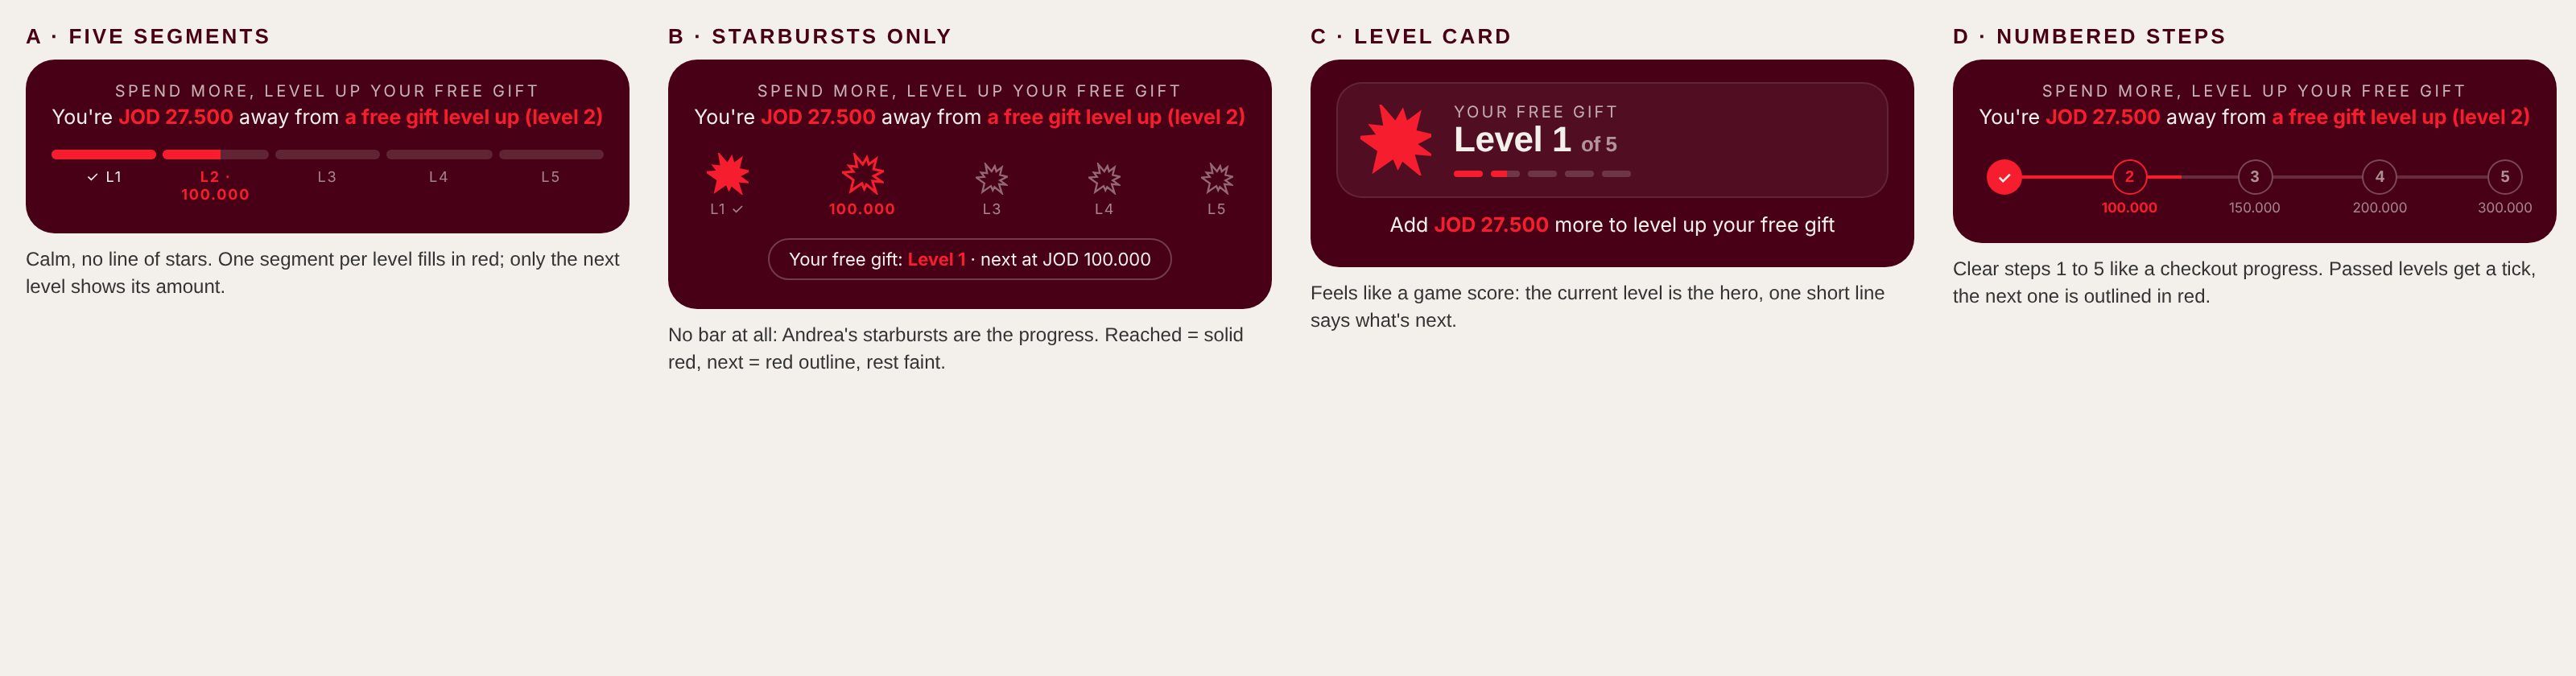 A · FIVE SEGMENTS
SPEND MORE, LEVEL UP YOUR FREE GIFT
You're JOD 27.500 away from a free gift level up (level 2)
✓ L1
L2 ·
100.000
L3
L4
L5
Calm, no line of stars. One segment per level fills in red; only the next
level shows its amount.
B · STARBURSTS ONLY
SPEND MORE, LEVEL UP YOUR FREE GIFT
You're JOD 27.500 away from a free gift level up (level 2)
L1 ✓
100.000
L3
L4
L5
Your free gift: Level 1 · next at JOD 100.000
No bar at all: Andrea's starbursts are the progress. Reached = solid
red, next = red outline, rest faint.
C · LEVEL CARD
YOUR FREE GIFT
Level 1 of 5
Add JOD 27.500 more to level up your free gift
Feels like a game score: the current level is the hero, one short line
says what's next.
D · NUMBERED STEPS
SPEND MORE, LEVEL UP YOUR FREE GIFT
You're JOD 27.500 away from a free gift level up (level 2)
✓
2
3
4
5
100.000
150.000
200.000
300.000
Clear steps 1 to 5 like a checkout progress. Passed levels get a tick,
the next one is outlined in red.